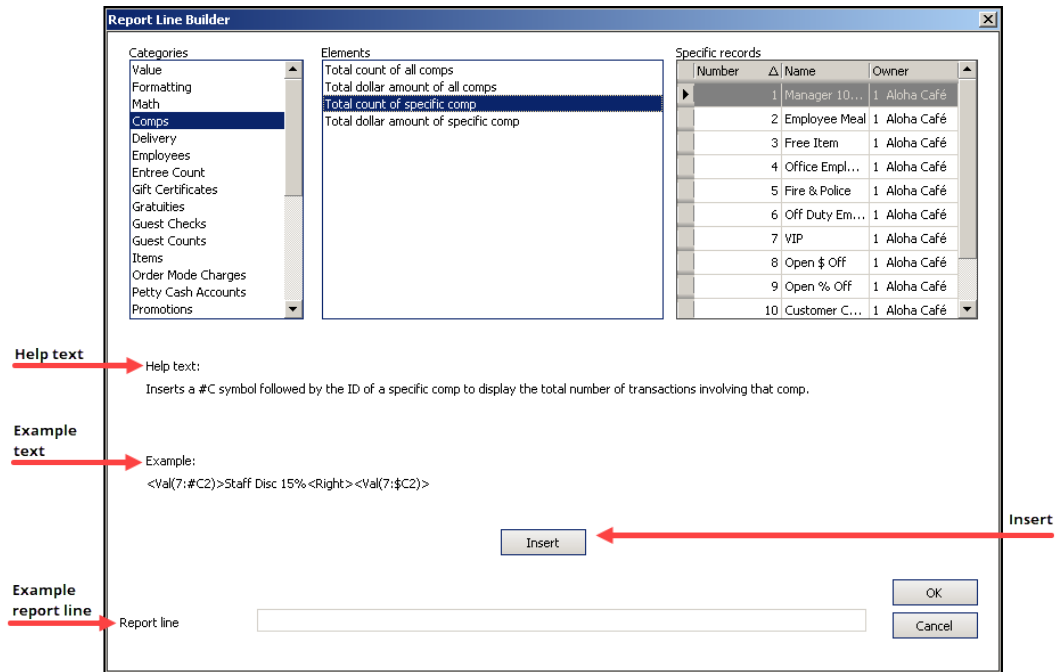 Report Line Builder
Categories
Value
Formatting
Math
Comps
Delivery
Employees
Entree Count
Gift Certificates
Gratuities
Guest Checks
Guest Counts
Items
Order Mode Charges
Petty Cash Accounts
Promotions
Elements
Total count of all comps
Total dollar amount of all comps
Total count of specific comp
Total dollar amount of specific comp
Specific records
Number Name Owner
1 Manager 10... 1 Aloha Café
2 Employee Meal 1 Aloha Café
3 Free Item 1 Aloha Café
4 Office Empl... 1 Aloha Café
5 Fire & Police 1 Aloha Café
6 Off Duty Em... 1 Aloha Café
7 VIP 1 Aloha Café
8 Open $ Off 1 Aloha Café
9 Open % Off 1 Aloha Café
10 Customer C... 1 Aloha Café
Help text
Help text:
Inserts a #C symbol followed by the ID of a specific comp to display the total number of transactions involving that comp.
Example
text
Example:
<Val(7:#C2)>Staff Disc 15%<Right><Val(7:$C2)>
Insert
Insert
Example
report line
Report line
OK
Cancel